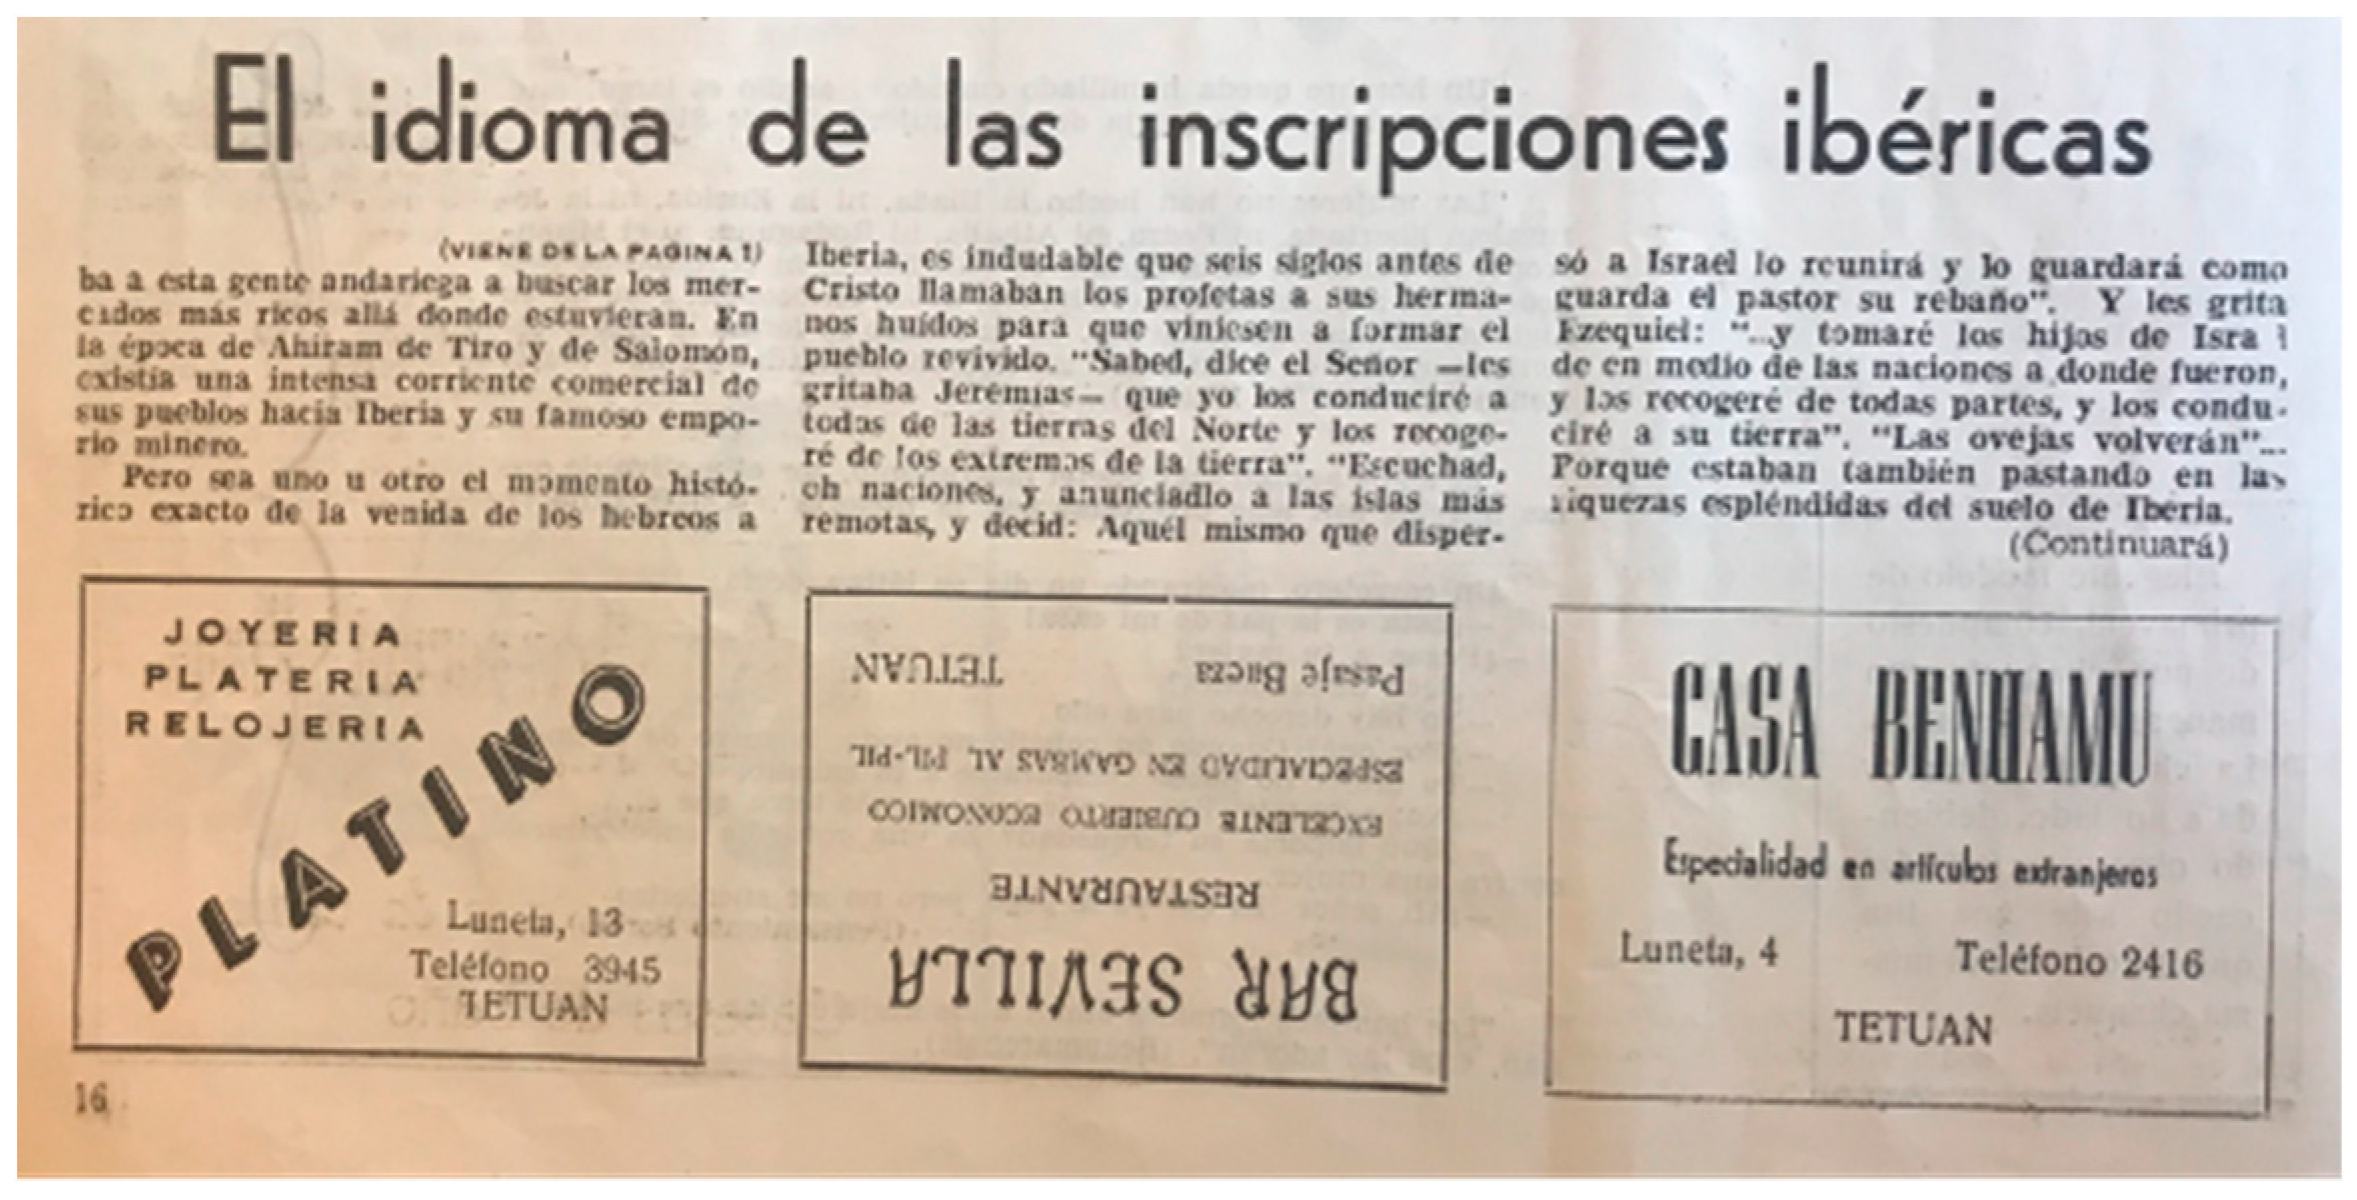 El idioma de las inscripciones ibéricas
(VIENE DE LA PAGINA 1)
ba a esta gente andariega a buscar los mer-
cados más ricos allá donde estuvieran. En
la época de Ahiram de Tiro y de Salomón,
existía una intensa corriente comercial de
sus pueblos hacia Iberia y su famoso empo-
rio minero.
Pero sea uno u otro el momento histó-
rico exacto de la venida de los hebreos a
Iberia, es indudable que seis siglos antes de
Cristo llamaban los profetas a sus herma-
nos huídos para que viniesen a formar el
pueblo revivido. "Sabed, dice el Señor —les
gritaba Jeremías— que yo los conduciré a
todas de las tierras del Norte y los recoge-
ré de los extremos de la tierra". "Escuchad,
oh naciones, y anunciadlo a las islas más
remotas, y decid: Aquél mismo que disper-
só a Israel lo reunirá y lo guardará como
guarda el pastor su rebaño". Y les grita
Ezequiel: "...y tomaré los hijos de Isra l
de en medio de las naciones a donde fueron,
y los recogeré de todas partes, y los condu-
ciré a su tierra". "Las ovejas volverán"...
Porque estaban también pastando en las
riquezas espléndidas del suelo de Iberia.
(Continuará)
JOYERIA
PLATERIA
RELOJERIA
PLATINO
Luneta, 13
Teléfono 3945
TETUAN
BAR SEVILLA
RESTAURANTE
EXCELENTE CUBIERTO ECONOMICO
ESPECIALIDAD EN GAMBAS AL PIL-PIL
Pasaje TETUAN
CASA BENHAMU
Especialidad en artículos extranjeros
Luneta, 4 Teléfono 2416
TETUAN
16